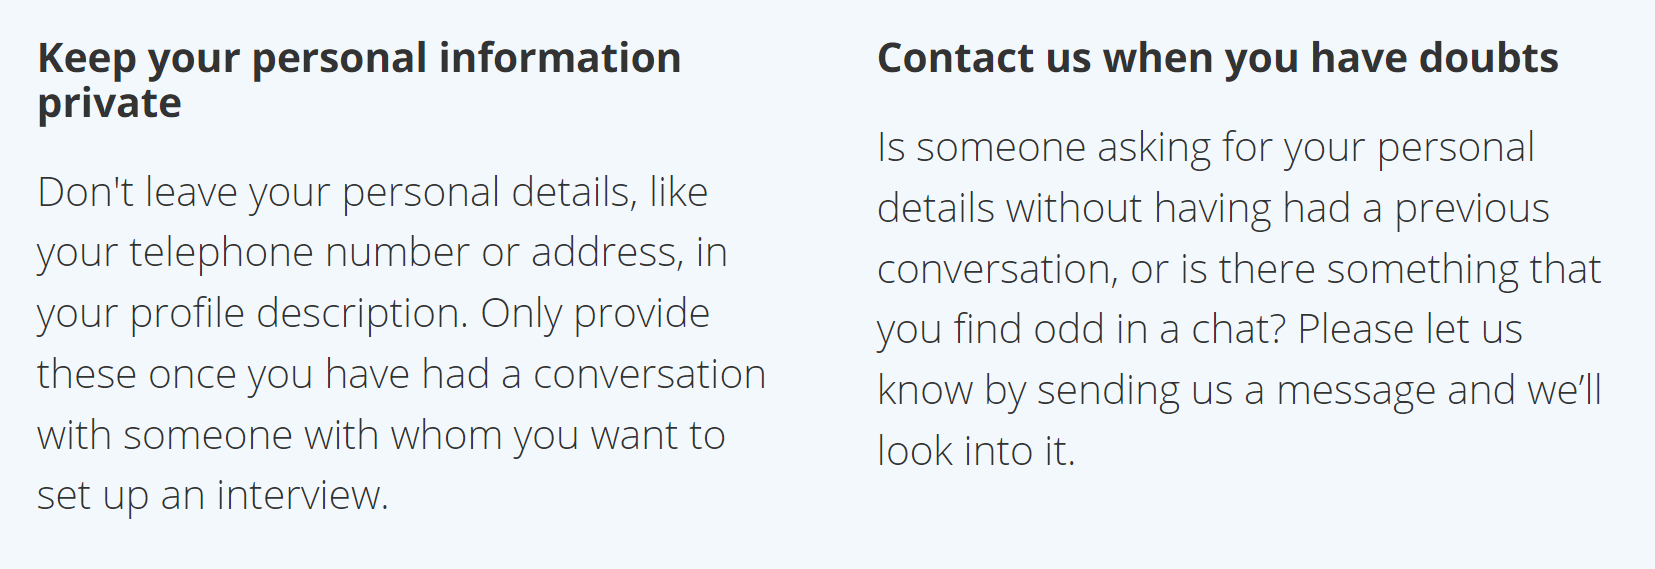 Keep your personal information
private
Don't leave your personal details, like
your telephone number or address, in
your profile description. Only provide
these once you have had a conversation
with someone with whom you want to
set up an interview.
Contact us when you have doubts
Is someone asking for your personal
details without having had a previous
conversation, or is there something that
you find odd in a chat? Please let us
know by sending us a message and we’ll
look into it.